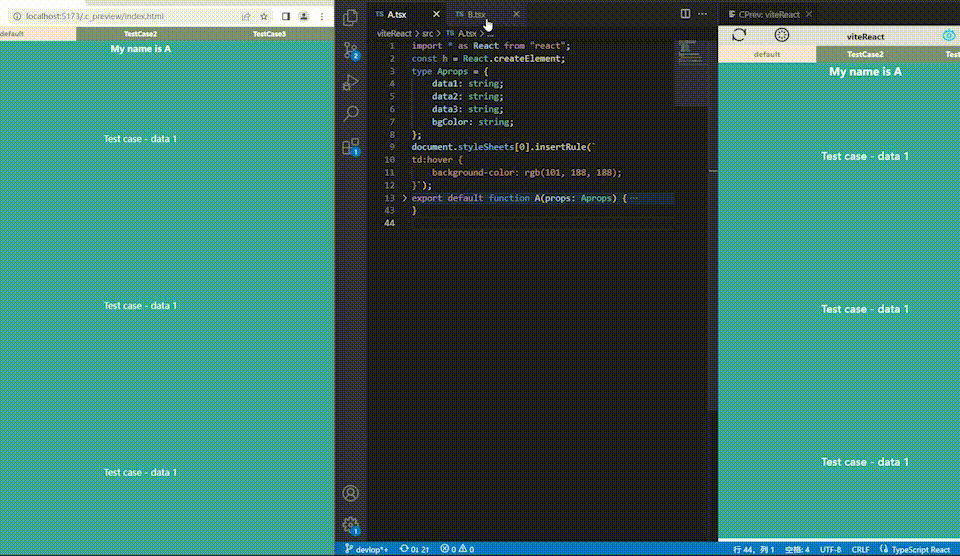 localhost:5173/.c_preview/index.html
default TestCase2 TestCase3
My name is A
Test case - data 1
Test case - data 1
Test case - data 1
2
1
1
A.tsx B.tsx
viteReact > src > A.tsx > ...
1 import * as React from "react";
2 const h = React.createElement;
3 type Aprops = {
4 data1: string;
5 data2: string;
6 data3: string;
7 bgColor: string;
8 };
9 document.styleSheets[0].insertRule(`
10 td:hover {
11 background-color: rgb(101, 188, 188);
12 }`);
13 export default function A(props: Aprops) { ...
43 }
44
CPrev: viteReact
viteReact
default TestCase2 Test
My name is A
Test case - data 1
Test case - data 1
Test case - data 1
devlop*+ 0↓ 2↑ 0 0 行 44，列 1 空格: 4 UTF-8 CRLF TypeScript React